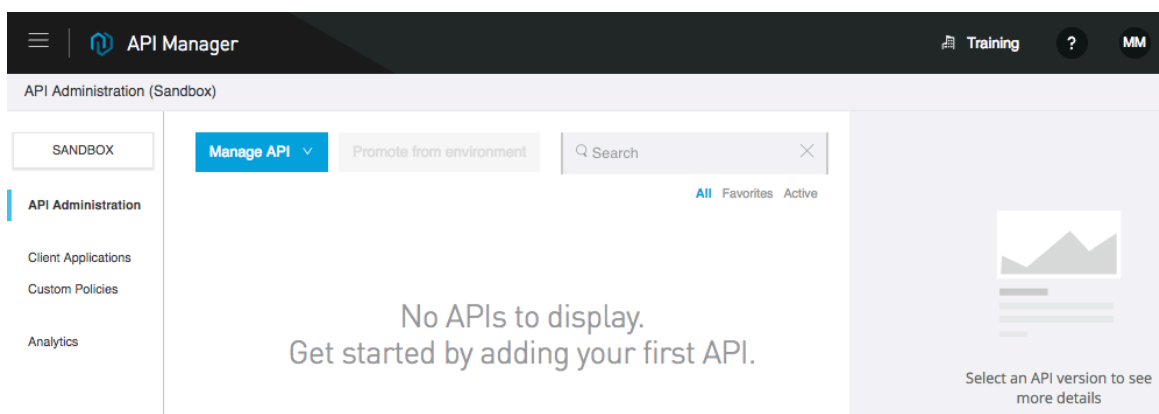 API Manager
Training
?
MM
API Administration (Sandbox)
SANDBOX
Manage API
Promote from environment
Search
All Favorites Active
API Administration
Client Applications
Custom Policies
Analytics
No APIs to display.
Get started by adding your first API.
Select an API version to see
more details